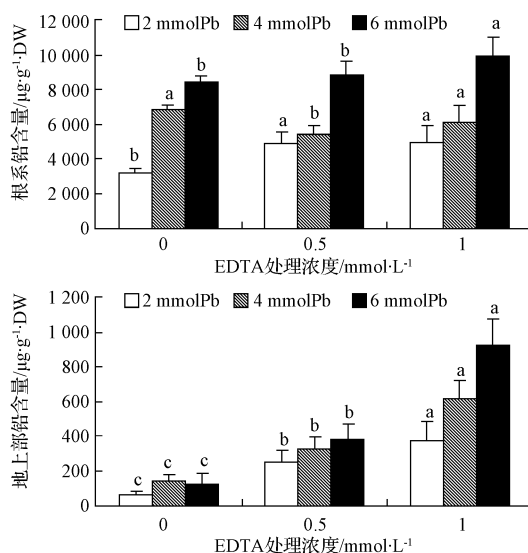 12 000
10 000
8 000
6 000
4 000
2 000
0
根系铅含量/μg·g⁻¹·DW
2 mmolPb 4 mmolPb 6 mmolPb
b a b
a b b
a a a
0 0.5 1
EDTA处理浓度/mmol·L⁻¹
1 200
1 000
800
600
400
200
0
地上部铅含量/μg·g⁻¹·DW
2 mmolPb 4 mmolPb 6 mmolPb
c c c
b b b
a a a
0 0.5 1
EDTA处理浓度/mmol·L⁻¹